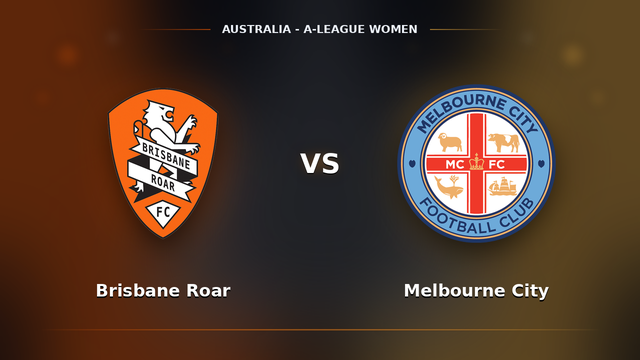 AUSTRALIA - A-LEAGUE WOMEN
BRISBANE
ROAR
FC
VS
MELBOURNE CITY
MC FC
FOOTBALL CLUB
Brisbane Roar
Melbourne City